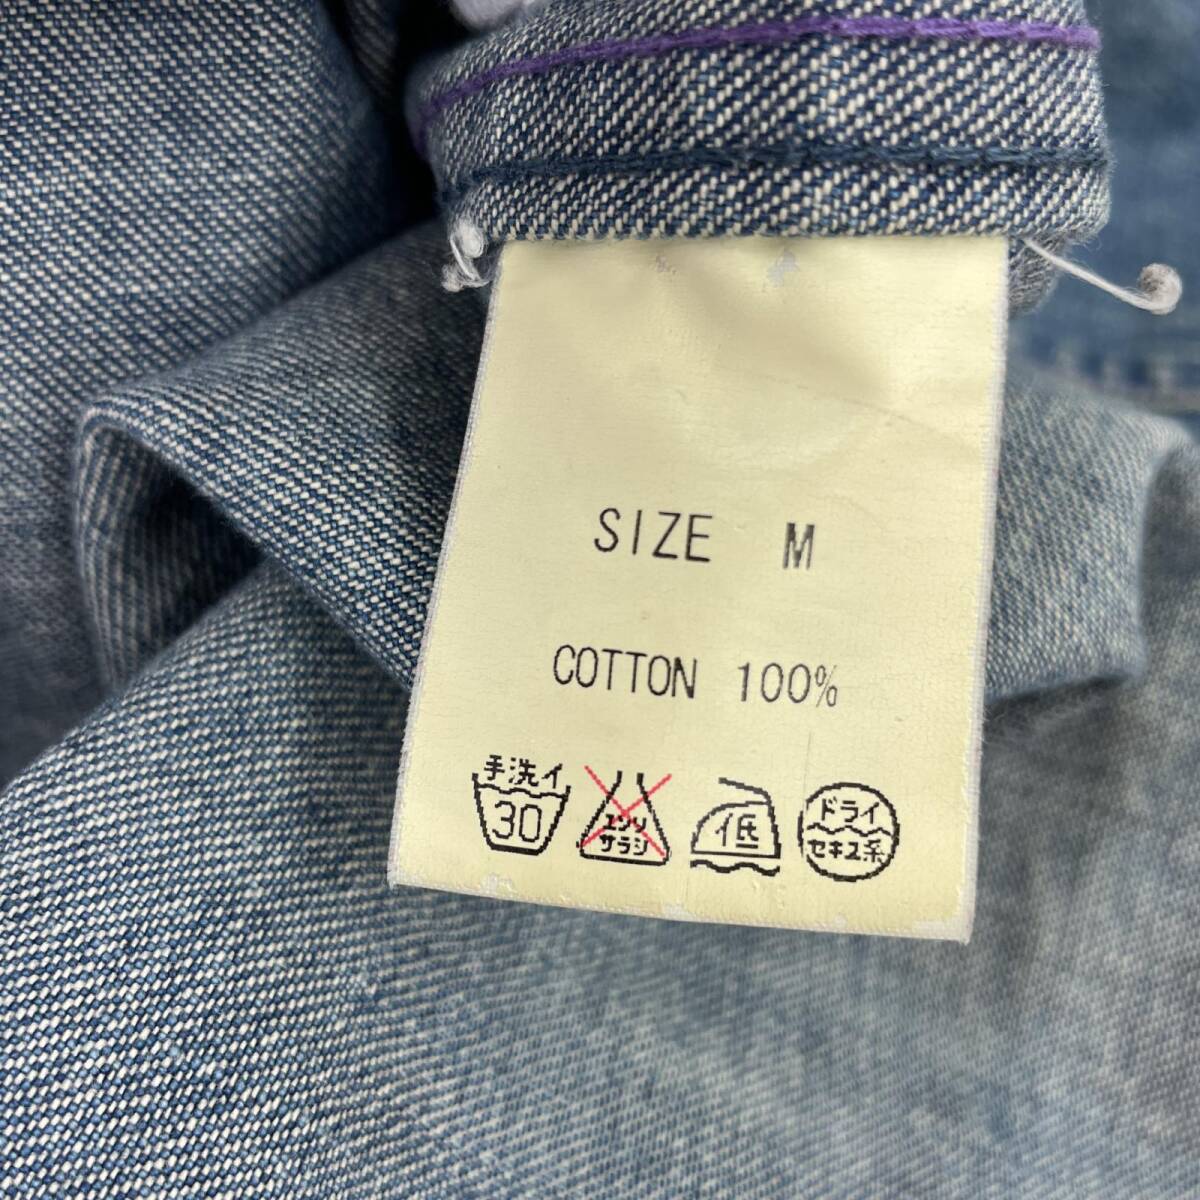 SIZE M
COTTON 100%
手洗イ
30
エンソ
サラシ
低
ドライ
セキユ系